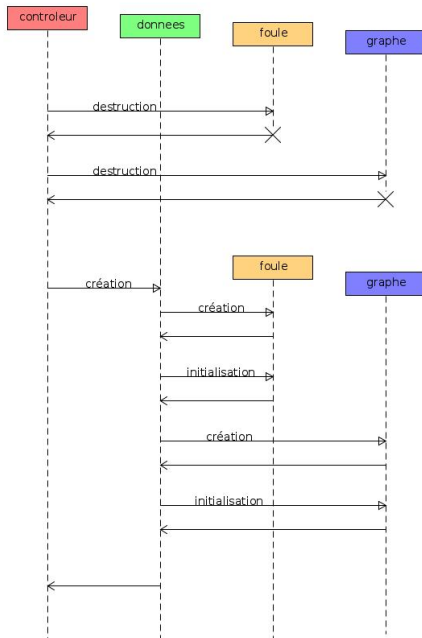 controleur
donnees
foule
graphe
destruction
destruction
foule
graphe
création
création
initialisation
création
initialisation